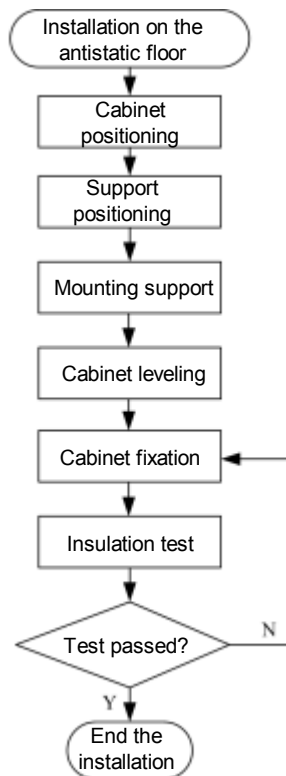 Installation on the
antistatic floor
Cabinet
positioning
Support
positioning
Mounting support
Cabinet leveling
Cabinet fixation
Insulation test
Test passed?
N
Y
End the
installation